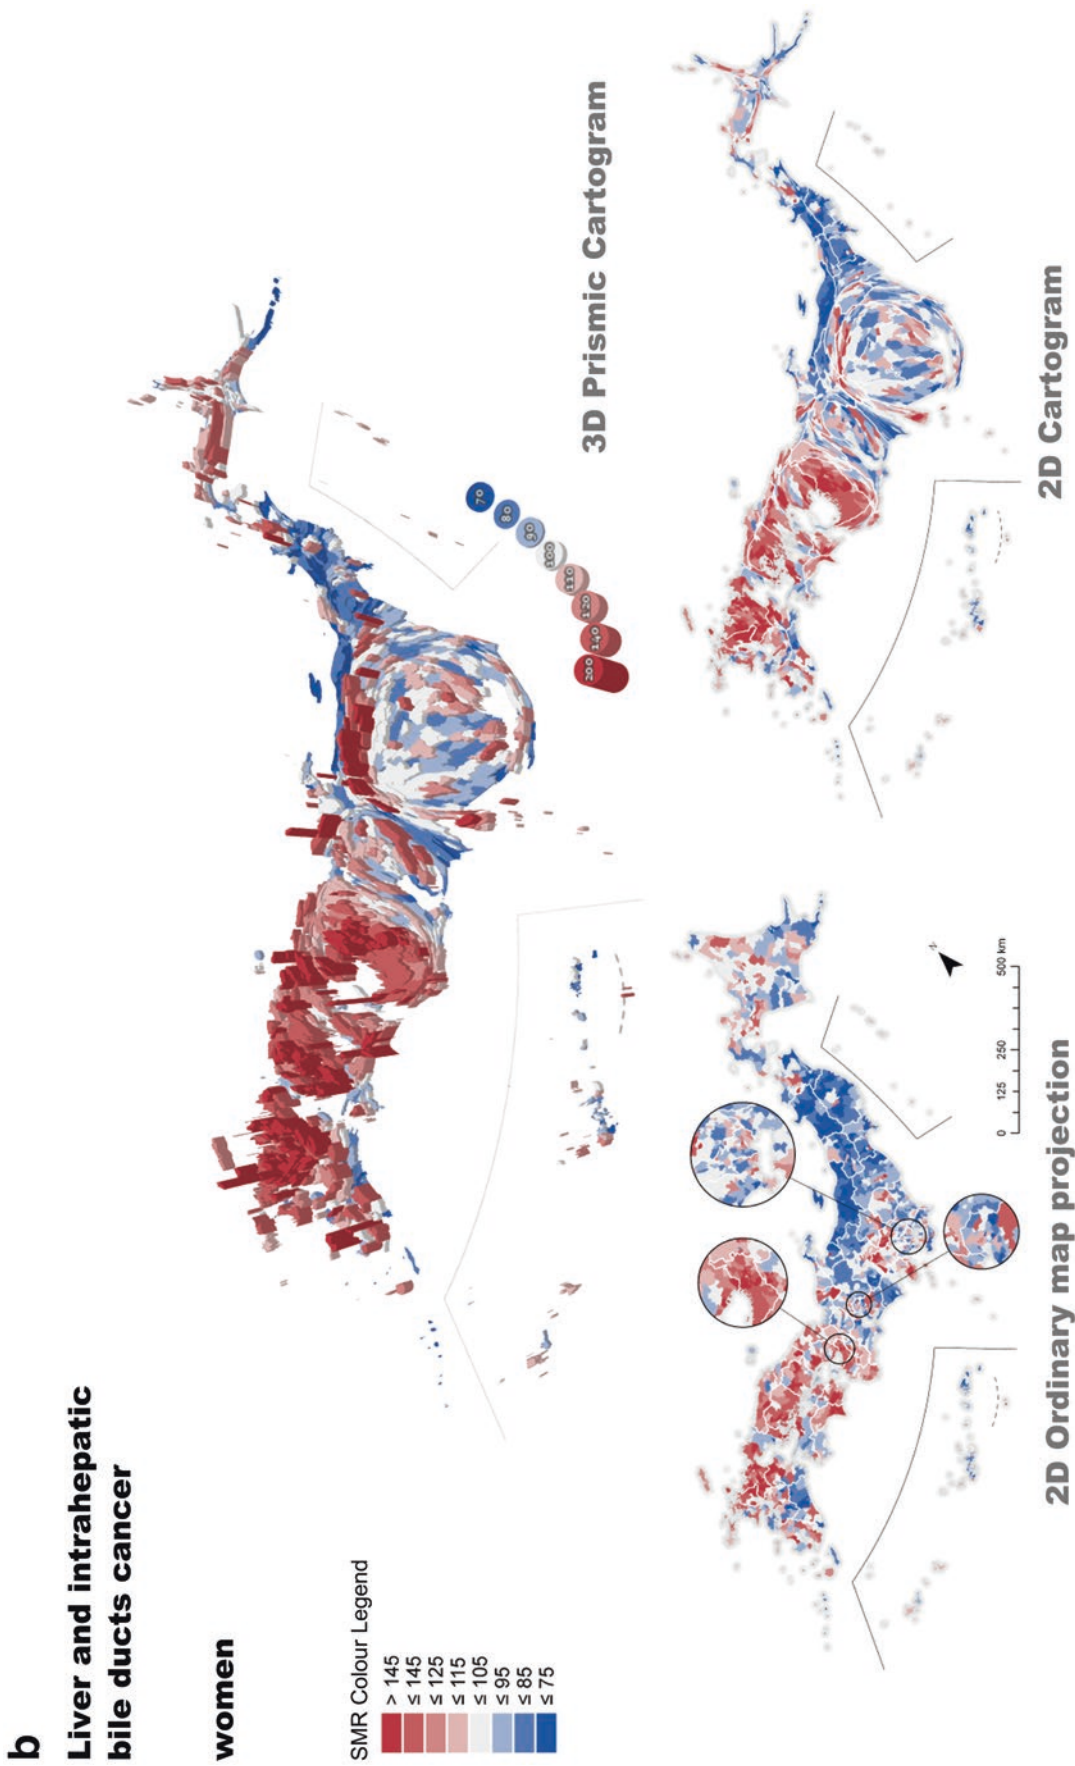 b
Liver and intrahepatic
bile ducts cancer
women
SMR Colour Legend
> 145
≤ 145
≤ 125
≤ 115
≤ 105
≤ 95
≤ 85
≤ 75
200
140
120
110
100
90
80
70
3D Prismic Cartogram
0 125 250 500 km
N
2D Ordinary map projection
2D Cartogram